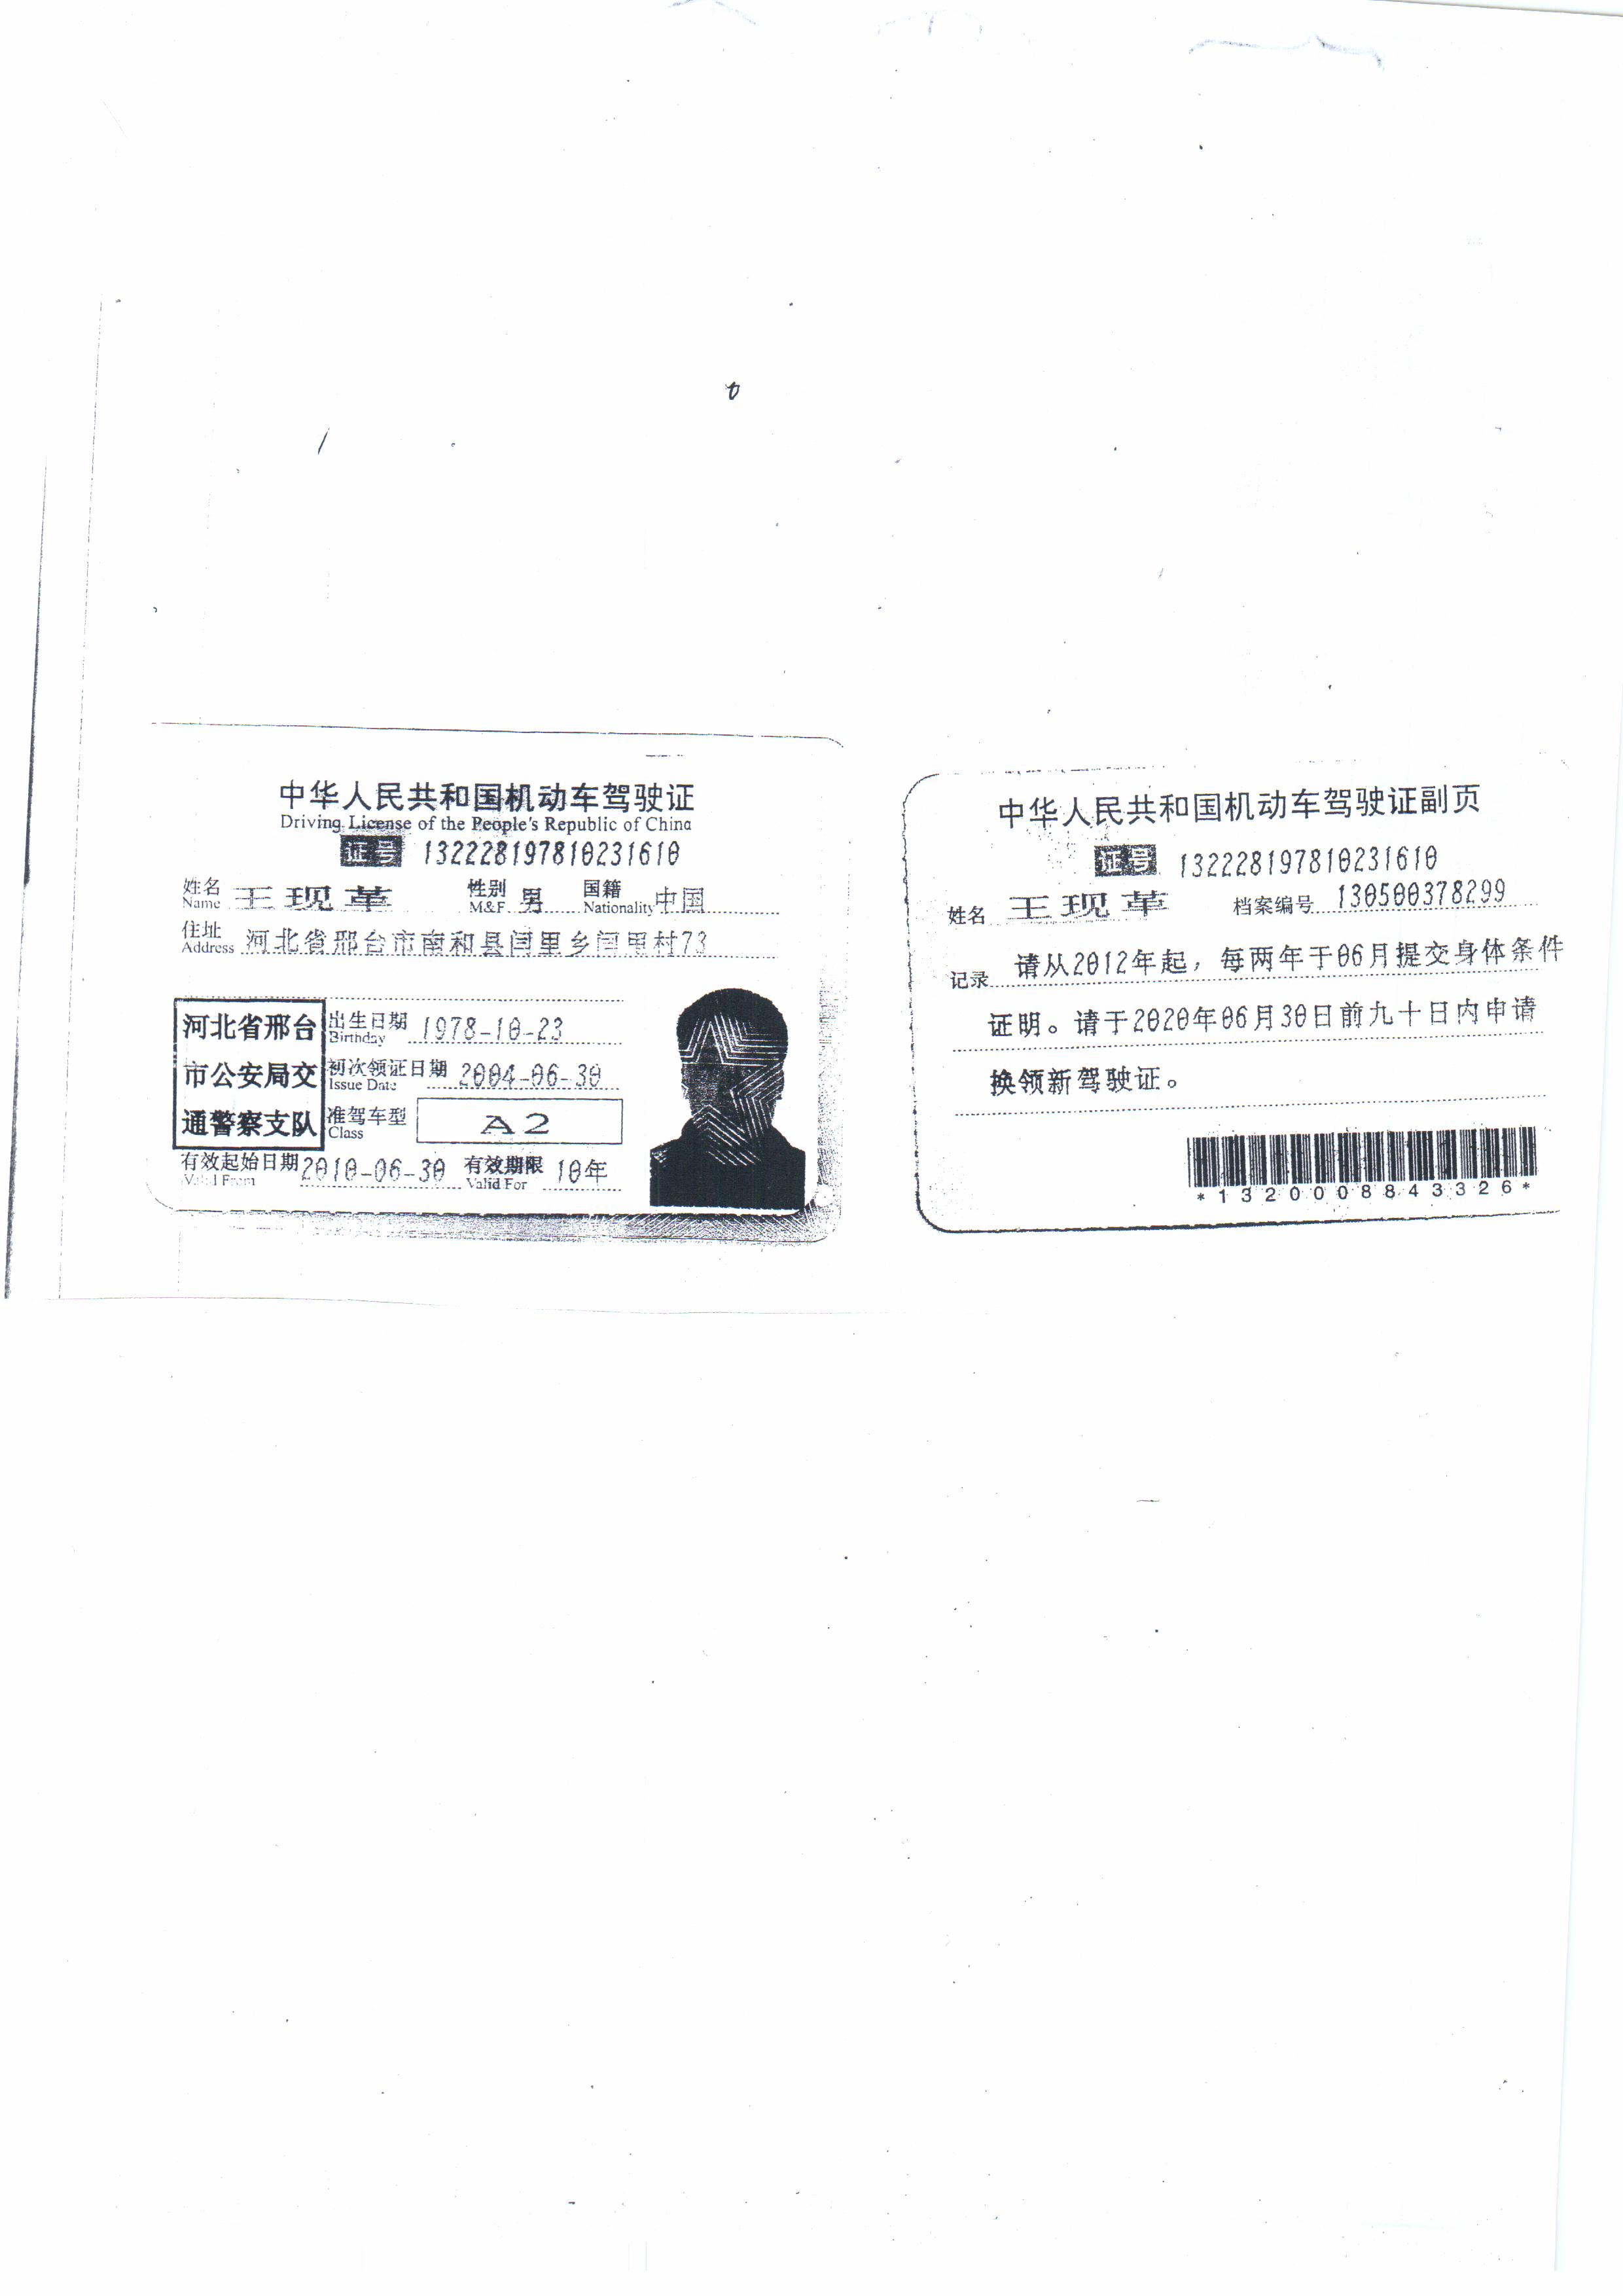 中华人民共和国机动车驾驶证
Driving License of the People's Republic of China
证号 132228197810231610
姓名 王现革 性别 男 国籍 中国
Name M&F Nationality
住址 河北省邢台市南和县闫里乡闫里村73
Address
河北省邢台
市公安局交
通警察支队
出生日期 1978-10-23
Birthday
初次领证日期 2004-06-30
Issue Date
准驾车型 A2
Class
有效起始日期 2010-06-30 有效期限 10年
Valid From Valid For
中华人民共和国机动车驾驶证副页
证号 132228197810231610
姓名 王现革 档案编号 130500378299
记录 请从2012年起，每两年于06月提交身体条件
证明。请于2020年06月30日前九十日内申请
换领新驾驶证。
*1320008843326*